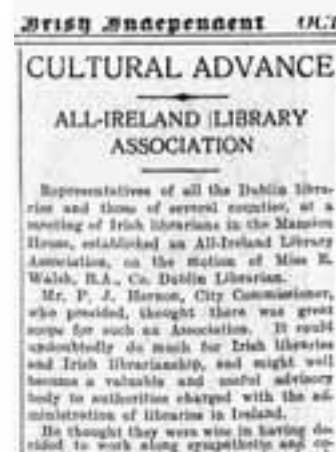 Irish Independent OCT
CULTURAL ADVANCE
ALL-IRELAND LIBRARY
ASSOCIATION
Representatives of all the Dublin libra-
ries and those of several counties, at a
meeting of Irish librarians in the Mansion
House, established an All-Ireland Library
Association, on the motion of Miss R.
Walsh, B.A., Co. Dublin Librarian.
Mr. P. J. Hernon, City Commissioner,
who presided, thought there was great
scope for such an Association. It could
undoubtedly do much for Irish libraries
and Irish librarianship, and might well
become a valuable and useful advisory
body to authorities charged with the ad-
ministration of libraries in Ireland.
He thought they were wise in having de-
cided to work along sympathetic and co-